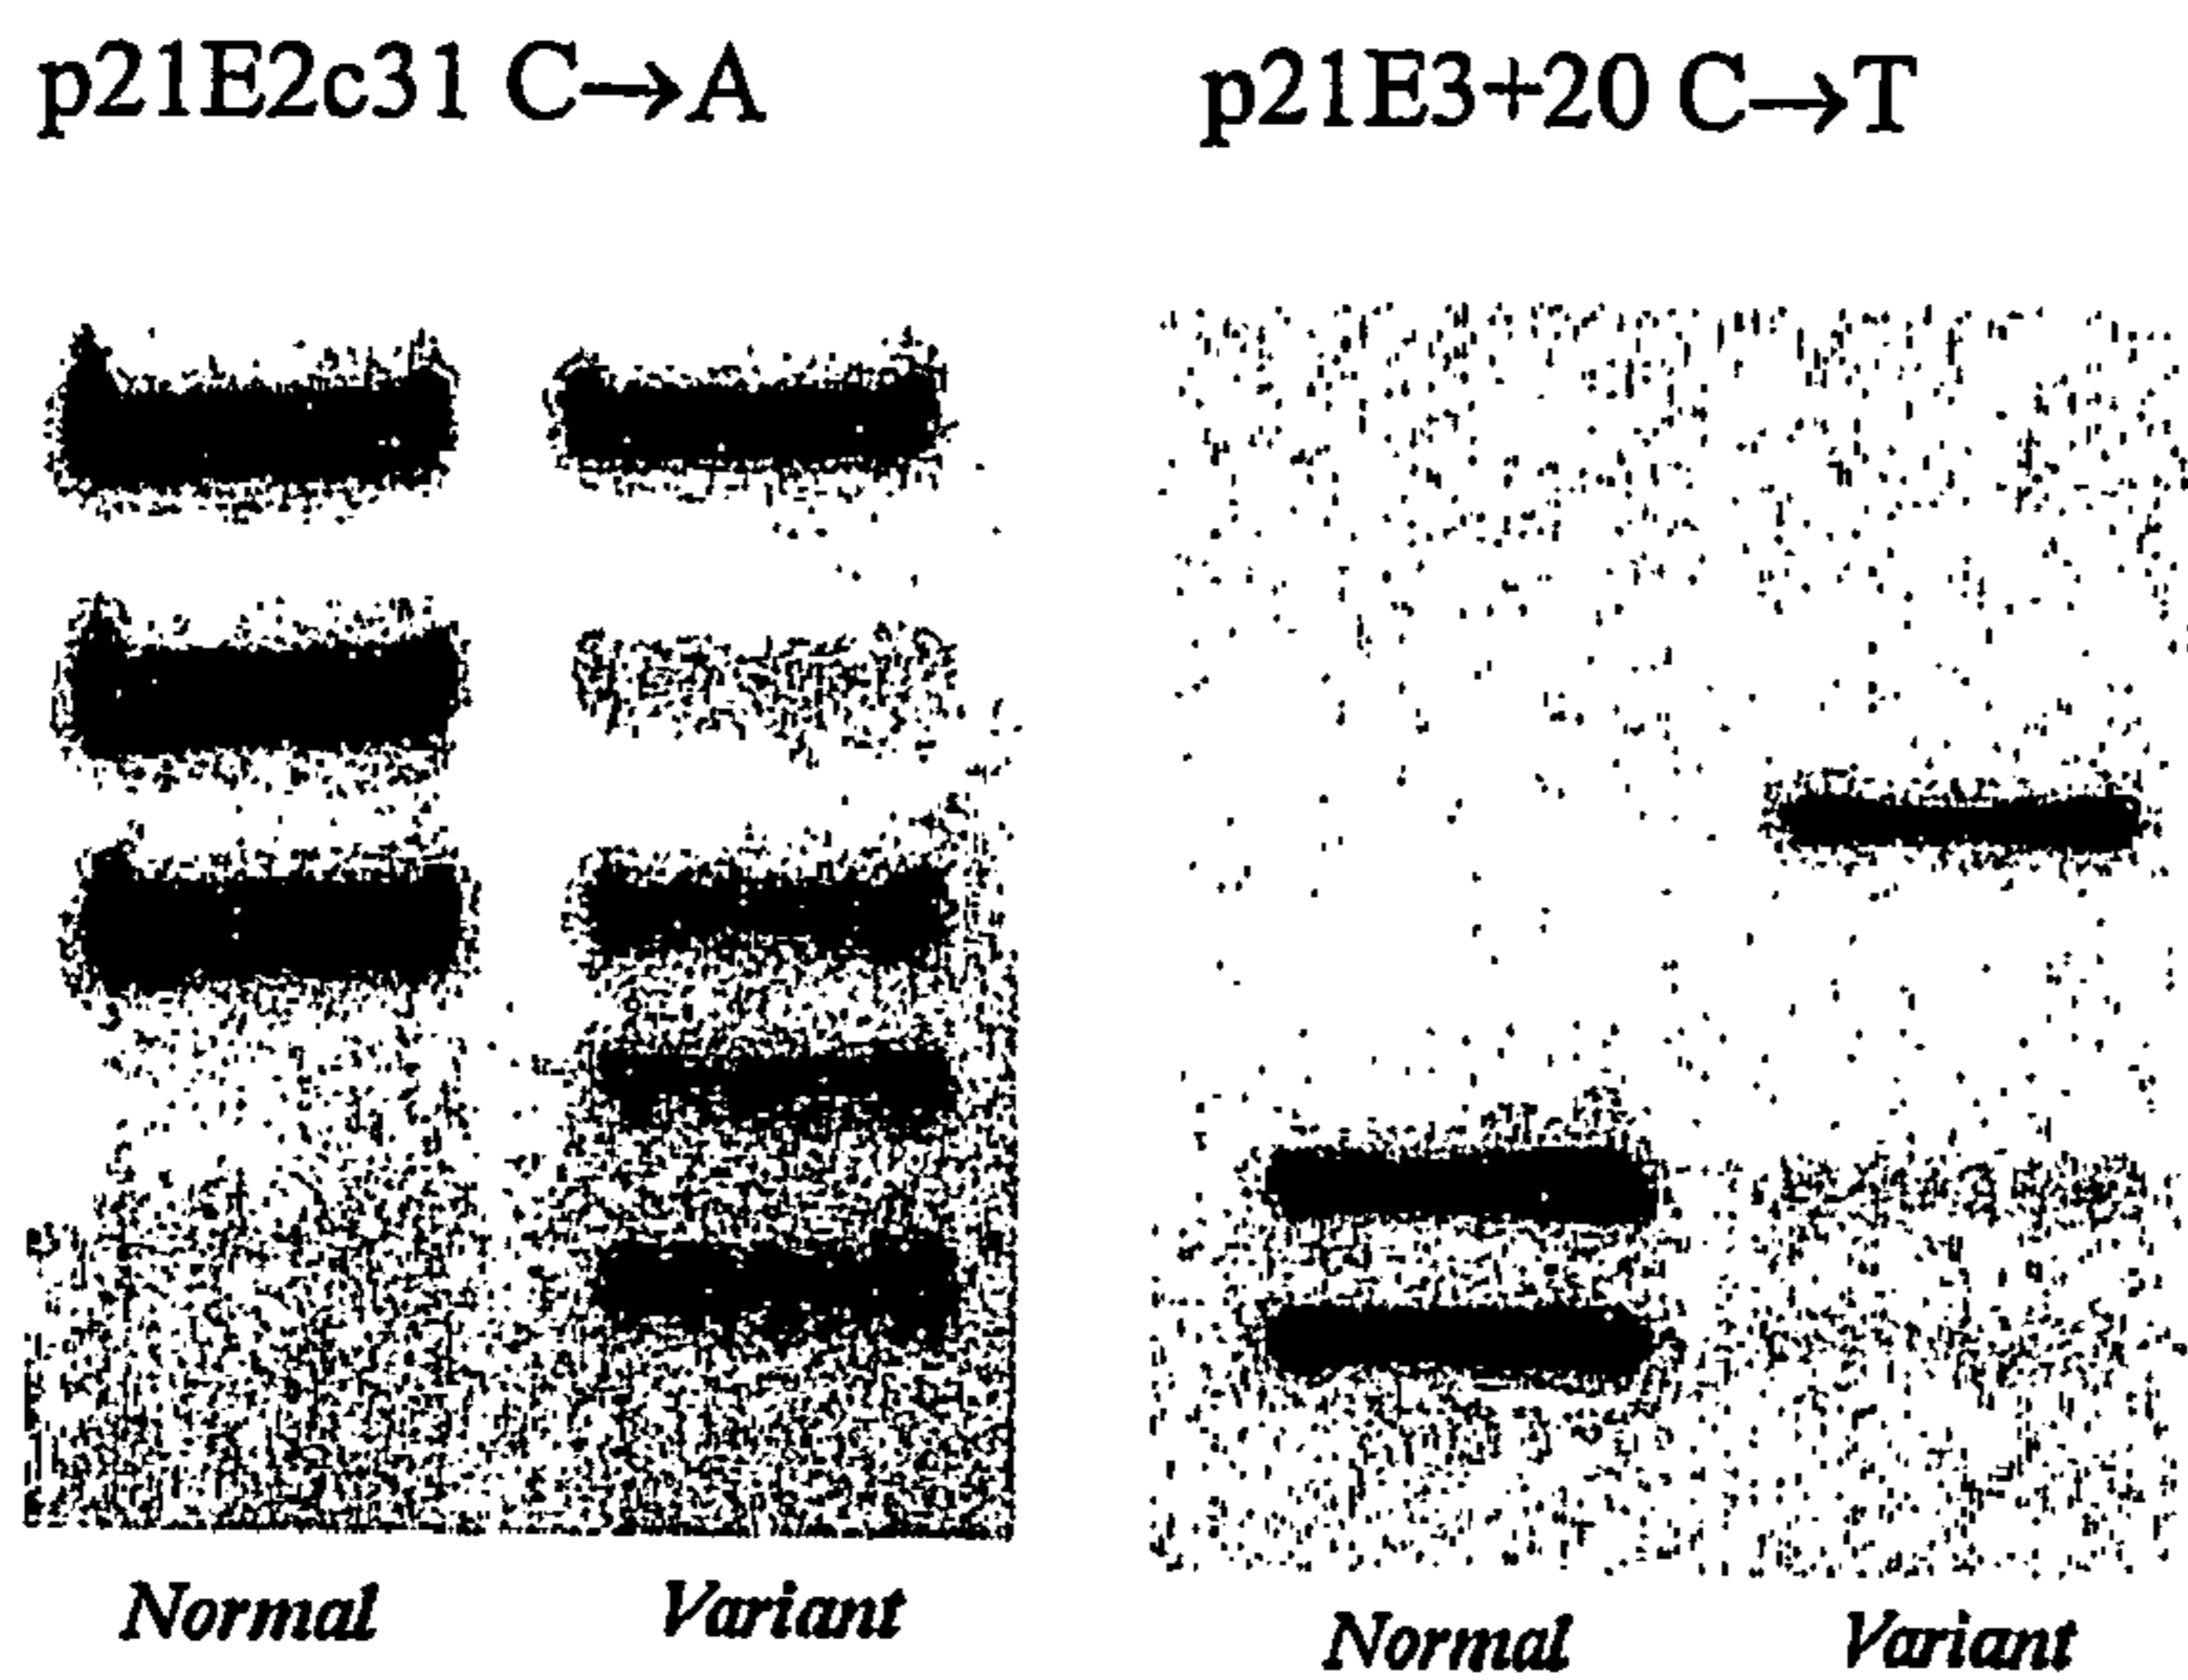 p21E2c31 C→A
p21E3+20 C→T
Normal
Variant
Normal
Variant